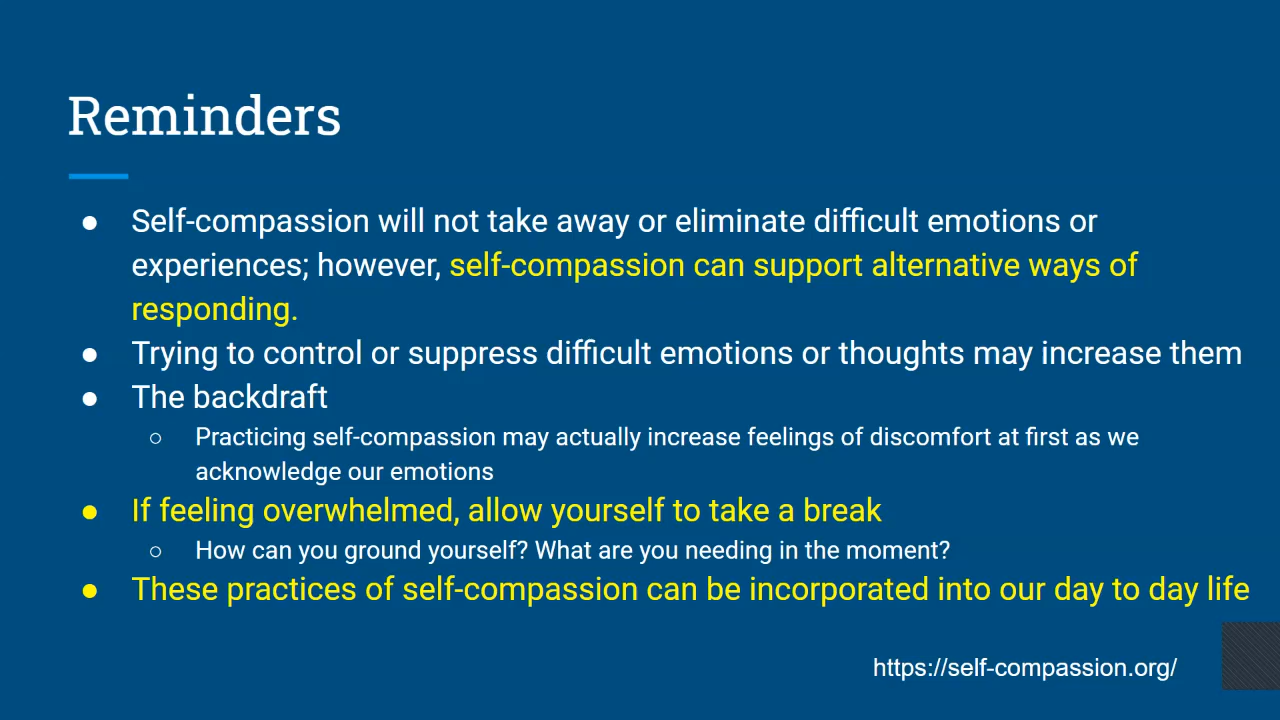 Reminders
● Self-compassion will not take away or eliminate difficult emotions or
experiences; however, self-compassion can support alternative ways of
responding.
● Trying to control or suppress difficult emotions or thoughts may increase them
● The backdraft
○ Practicing self-compassion may actually increase feelings of discomfort at first as we
acknowledge our emotions
● If feeling overwhelmed, allow yourself to take a break
○ How can you ground yourself? What are you needing in the moment?
● These practices of self-compassion can be incorporated into our day to day life
https://self-compassion.org/